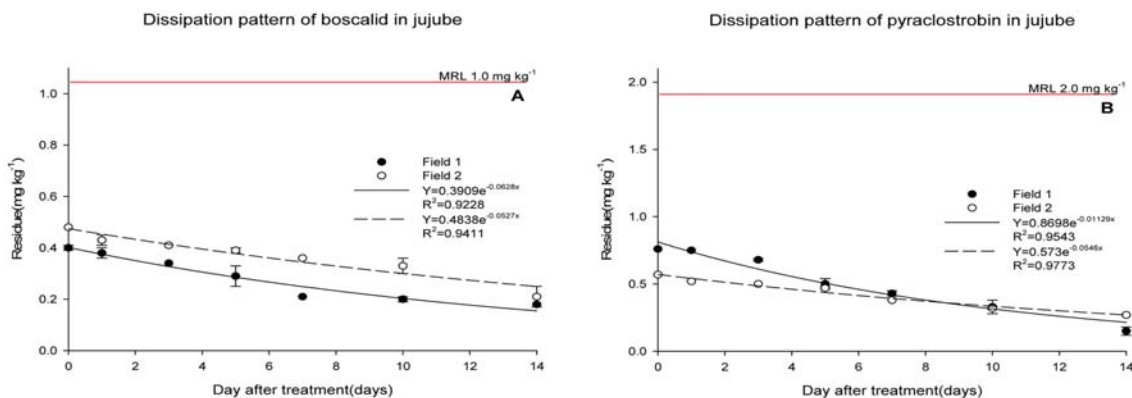 Dissipation pattern of boscalid in jujube
MRL 1.0 mg kg⁻¹
A
1.0
0.8
0.6
0.4
0.2
0.0
Residue(mg kg⁻¹)
Field 1
Field 2
Y=0.3909e⁻⁰·⁰⁶²⁸ˣ
R²=0.9228
Y=0.4838e⁻⁰·⁰⁵²⁷ˣ
R²=0.9411
0 2 4 6 8 10 12 14
Day after treatment(days)
Dissipation pattern of pyraclostrobin in jujube
MRL 2.0 mg kg⁻¹
B
2.0
1.5
1.0
0.5
0.0
Residue(mg kg⁻¹)
Field 1
Field 2
Y=0.8698e⁻⁰·⁰¹¹²⁹ˣ
R²=0.9543
Y=0.573e⁻⁰·⁰⁵⁴⁶ˣ
R²=0.9773
0 2 4 6 8 10 12 14
Day after treatment(days)